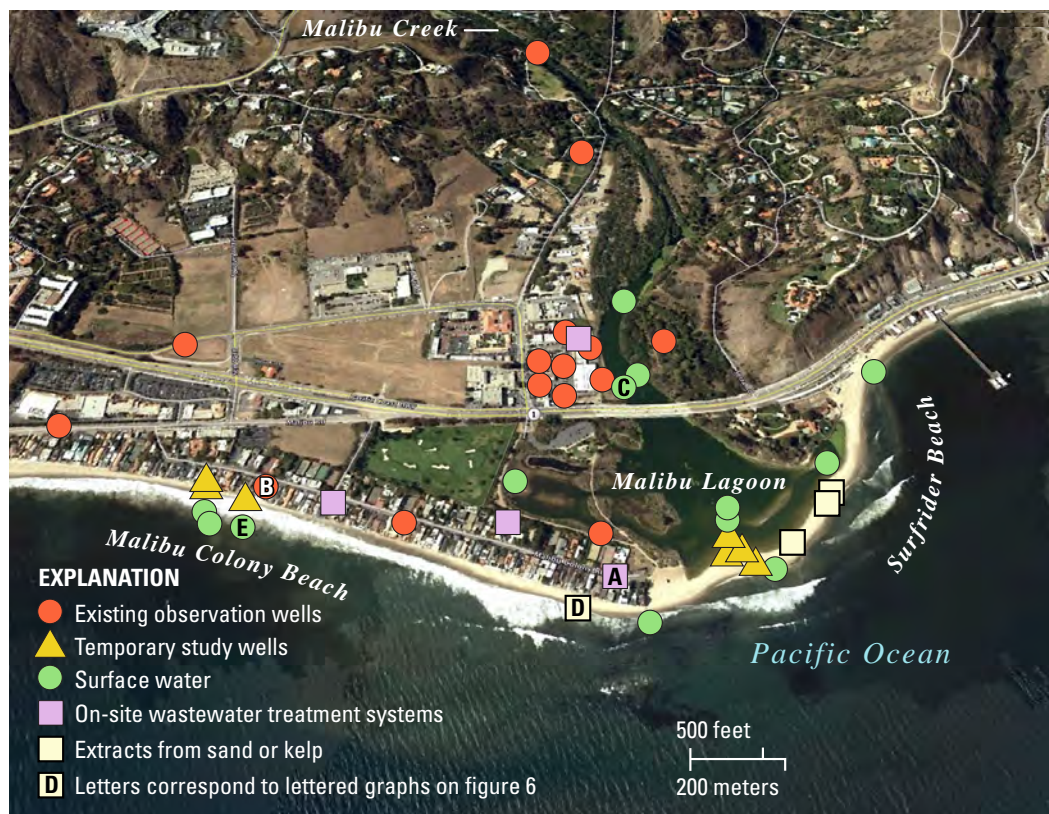 Malibu Creek
C
1
Malibu Lagoon
Surfrider Beach
B
E
Malibu Colony Beach
A
D
Pacific Ocean
EXPLANATION
Existing observation wells
Temporary study wells
Surface water
On-site wastewater treatment systems
Extracts from sand or kelp
D Letters correspond to lettered graphs on figure 6
500 feet
200 meters